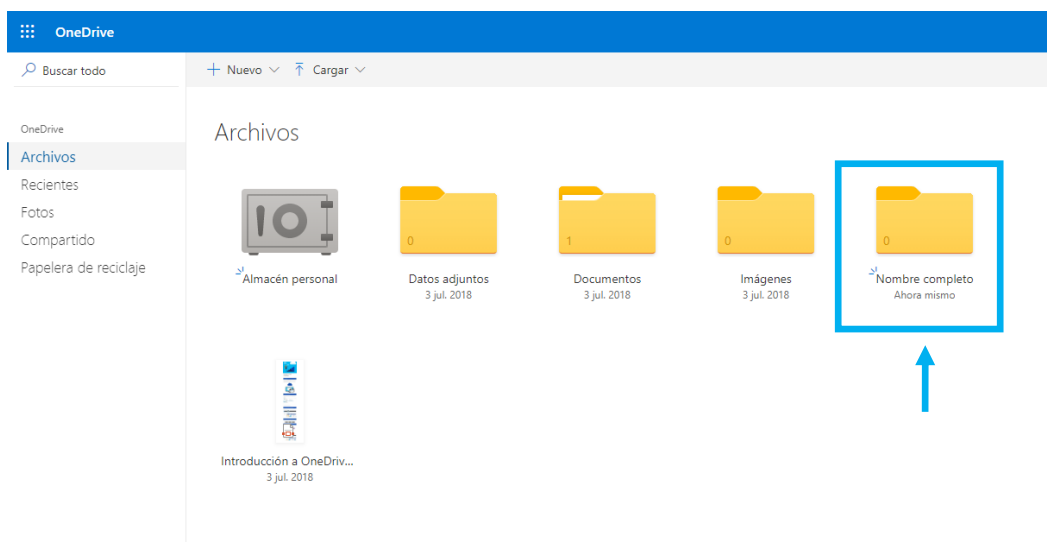 OneDrive
Buscar todo
Nuevo
Cargar
OneDrive
Archivos
Recientes
Fotos
Compartido
Papelera de reciclaje
Archivos
0
1
0
0
Almacén personal
Datos adjuntos
3 jul. 2018
Documentos
3 jul. 2018
Imágenes
3 jul. 2018
Nombre completo
Ahora mismo
Introducción a OneDriv...
3 jul. 2018